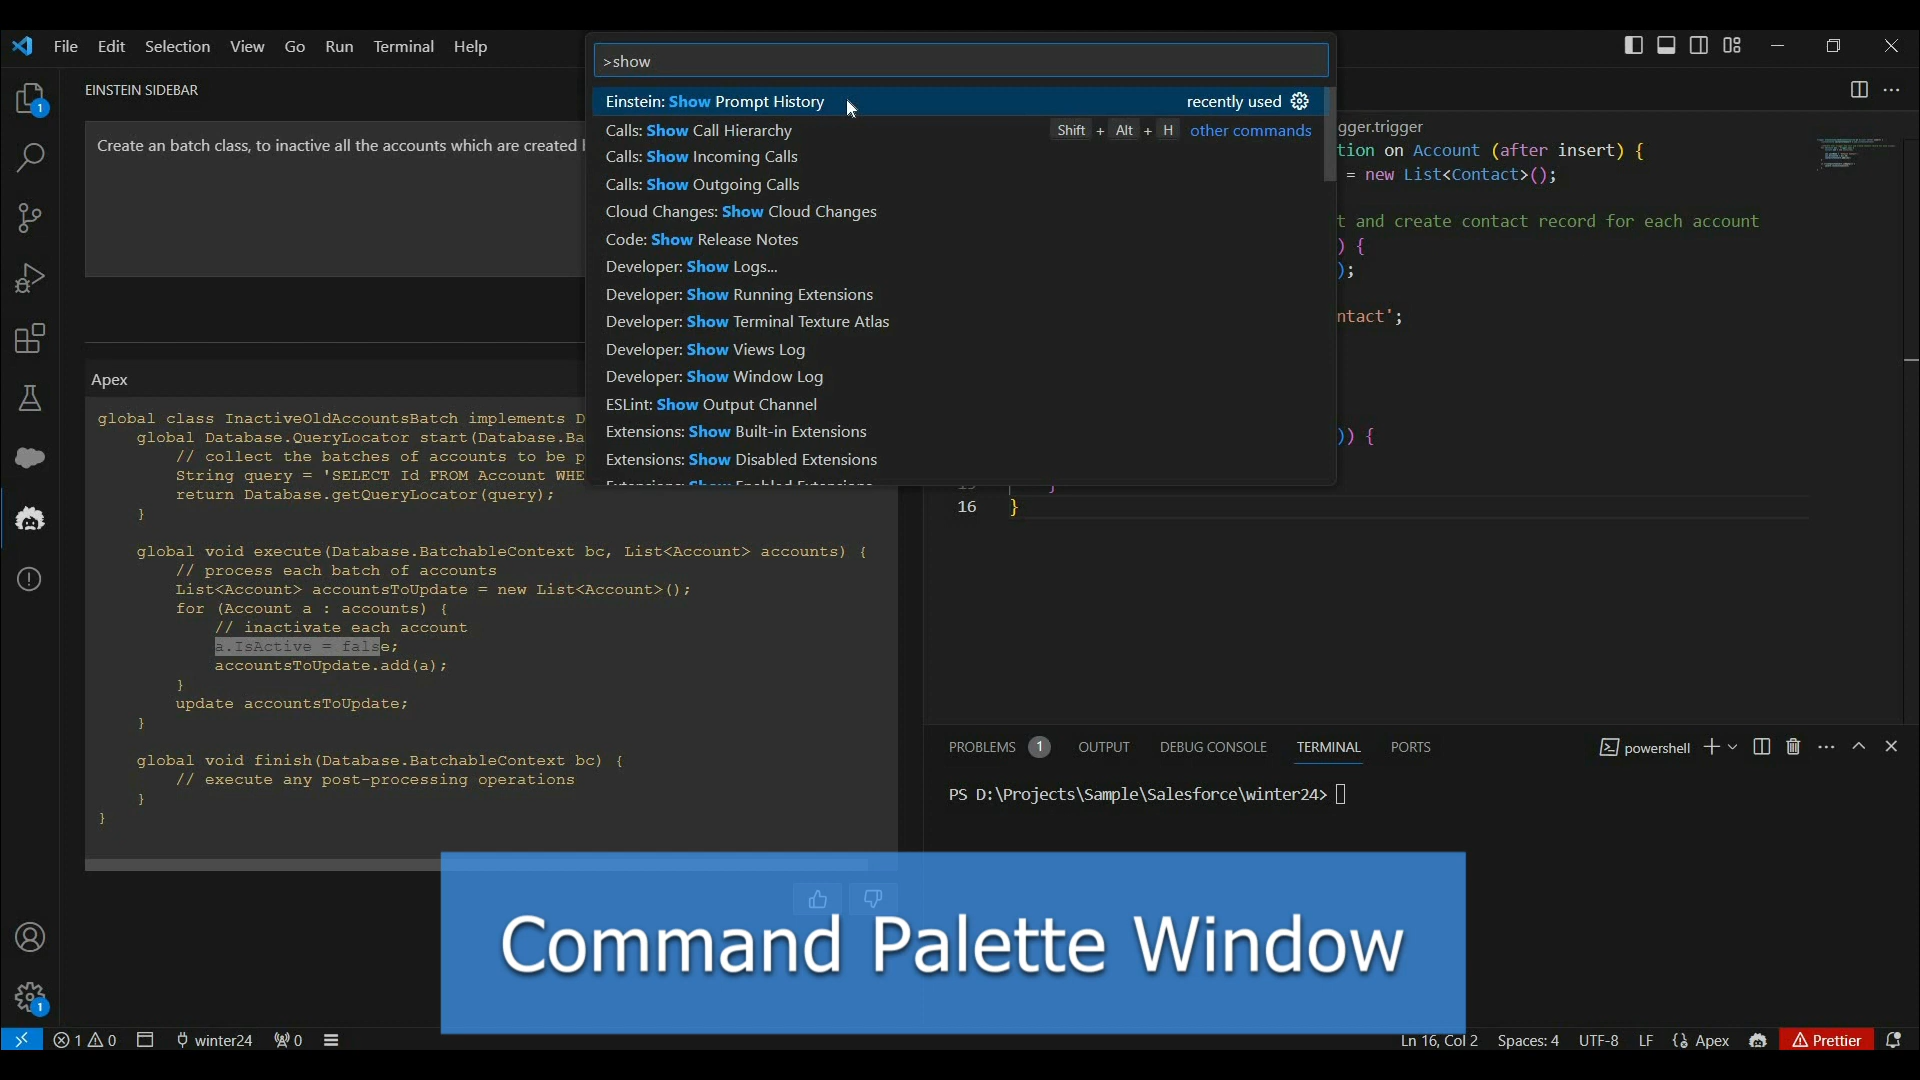 File Edit Selection View Go Run Terminal Help
>show
Einstein: Show Prompt History recently used
Calls: Show Call Hierarchy Shift + Alt + H other commands
Calls: Show Incoming Calls
Calls: Show Outgoing Calls
Cloud Changes: Show Cloud Changes
Code: Show Release Notes
Developer: Show Logs...
Developer: Show Running Extensions
Developer: Show Terminal Texture Atlas
Developer: Show Views Log
Developer: Show Window Log
ESLint: Show Output Channel
Extensions: Show Built-in Extensions
Extensions: Show Disabled Extensions
EINSTEIN SIDEBAR
1
Create an batch class, to inactive all the accounts which are created
Apex
global class InactiveOldAccountsBatch implements D
global Database.QueryLocator start(Database.Ba
// collect the batches of accounts to be p
String query = 'SELECT Id FROM Account WHE
return Database.getQueryLocator(query);
}
global void execute(Database.BatchableContext bc, List<Account> accounts) {
// process each batch of accounts
List<Account> accountsToUpdate = new List<Account>();
for (Account a : accounts) {
// inactivate each account
a.IsActive = false;
accountsToUpdate.add(a);
}
update accountsToUpdate;
}
global void finish(Database.BatchableContext bc) {
// execute any post-processing operations
}
}
gger.trigger
tion on Account (after insert) {
= new List<Contact>();
t and create contact record for each account
) {
);
ntact';
)) {
}
16 }
PROBLEMS 1 OUTPUT DEBUG CONSOLE TERMINAL PORTS powershell
PS D:\Projects\Sample\Salesforce\winter24>
Command Palette Window
1
1 0 winter24 0 Ln 16, Col 2 Spaces: 4 UTF-8 LF Apex Prettier